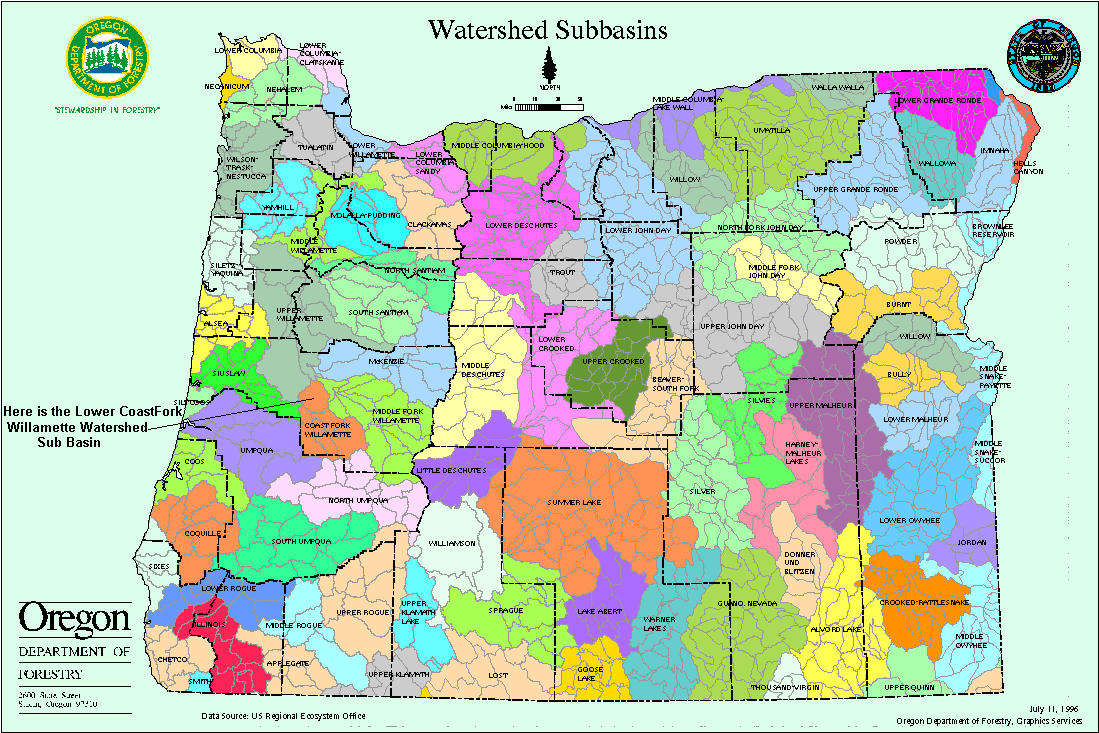 Watershed Subbasins
OREGON
DEPARTMENT OF FORESTRY
"STEWARDSHIP IN FORESTRY"
NORTH
Miles
10
30
50
LOWER COLUMBIA
LOWER
COLUMBIA-
CLATSKANIE
NECANICUM
NEHALEM
TUALATIN
WILSON-
TRASK-
NESTUCCA
LOWER
WILLAMETTE
LOWER
COLUMBIA
SANDY
MIDDLE COLUMBIA-HOOD
MIDDLE COLUMBIA-
LAKE WALL
WALLA WALLA
UMATILLA
LOWER GRANDE RONDE
WALLOWA
IMNAHA
HELLS
CANYON
WILLOW
UPPER GRANDE RONDE
YAMHILL
MOLALLA-PUDDING
CLACKAMAS
LOWER DESCHUTES
LOWER JOHN DAY
NORTH FORK JOHN DAY
BROWNLEE
RESERVOIR
POWDER
MIDDLE
WILLAMETTE
SILETZ
YAQUINA
NORTH SANTIAM
TROUT
MIDDLE FORK
JOHN DAY
BURNT
ALSEA
UPPER
WILLAMETTE
SOUTH SANTIAM
UPPER JOHN DAY
WILLOW
LOWER
CROOKED
MCKENZIE
UPPER CROOKED
SIUSLAW
MIDDLE
DESCHUTES
BEAVER-
SOUTH FORK
BULLY
MIDDLE
SNAKE-
PAYETTE
SILTCOOS
Here is the Lower CoastFork
Willamette Watershed
Sub Basin
COAST FORK
WILLAMETTE
MIDDLE FORK
WILLAMETTE
SILVIES
UPPER MALHEUR
LOWER MALHEUR
UMPQUA
HARNEY-
MALHEUR
LAKES
MIDDLE
SNAKE-
SUCCOR
COOS
LITTLE DESCHUTES
NORTH UMPQUA
SUMMER LAKE
SILVER
COQUILLE
LOWER OWYHEE
SOUTH UMPQUA
WILLIAMSON
JORDAN
SIXES
DONNER
UND
BLITZEN
LOWER ROGUE
CROOKED-RATTLESNAKE
ILLINOIS
MIDDLE ROGUE
UPPER ROGUE
UPPER
KLAMATH
LAKE
SPRAGUE
LAKE ABERT
WARNER
LAKES
GUANO, NEVADA
ALVORD LAKE
MIDDLE
OWYHEE
CHETCO
APPLEGATE
SMITH
UPPER KLAMATH
LOST
GOOSE
LAKE
THOUSAND-VIRGIN
UPPER QUINN
Oregon
DEPARTMENT OF
FORESTRY
2600 State Street
Salem, Oregon 97310
Data Source: US Regional Ecosystem Office
July 11, 1996
Oregon Department of Forestry, Graphics Services